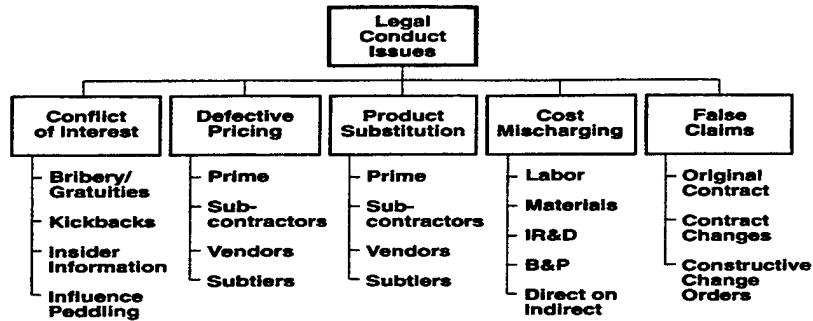 Legal
Conduct
Issues
Conflict
of Interest
Defective
Pricing
Product
Substitution
Cost
Mischarging
False
Claims
Bribery/
Gratuities
Kickbacks
Insider
Information
Influence
Peddling
Prime
Sub-
contractors
Vendors
Subtiers
Prime
Sub-
contractors
Vendors
Subtiers
Labor
Materials
IR&D
B&P
Direct on
Indirect
Original
Contract
Contract
Changes
Constructive
Change
Orders